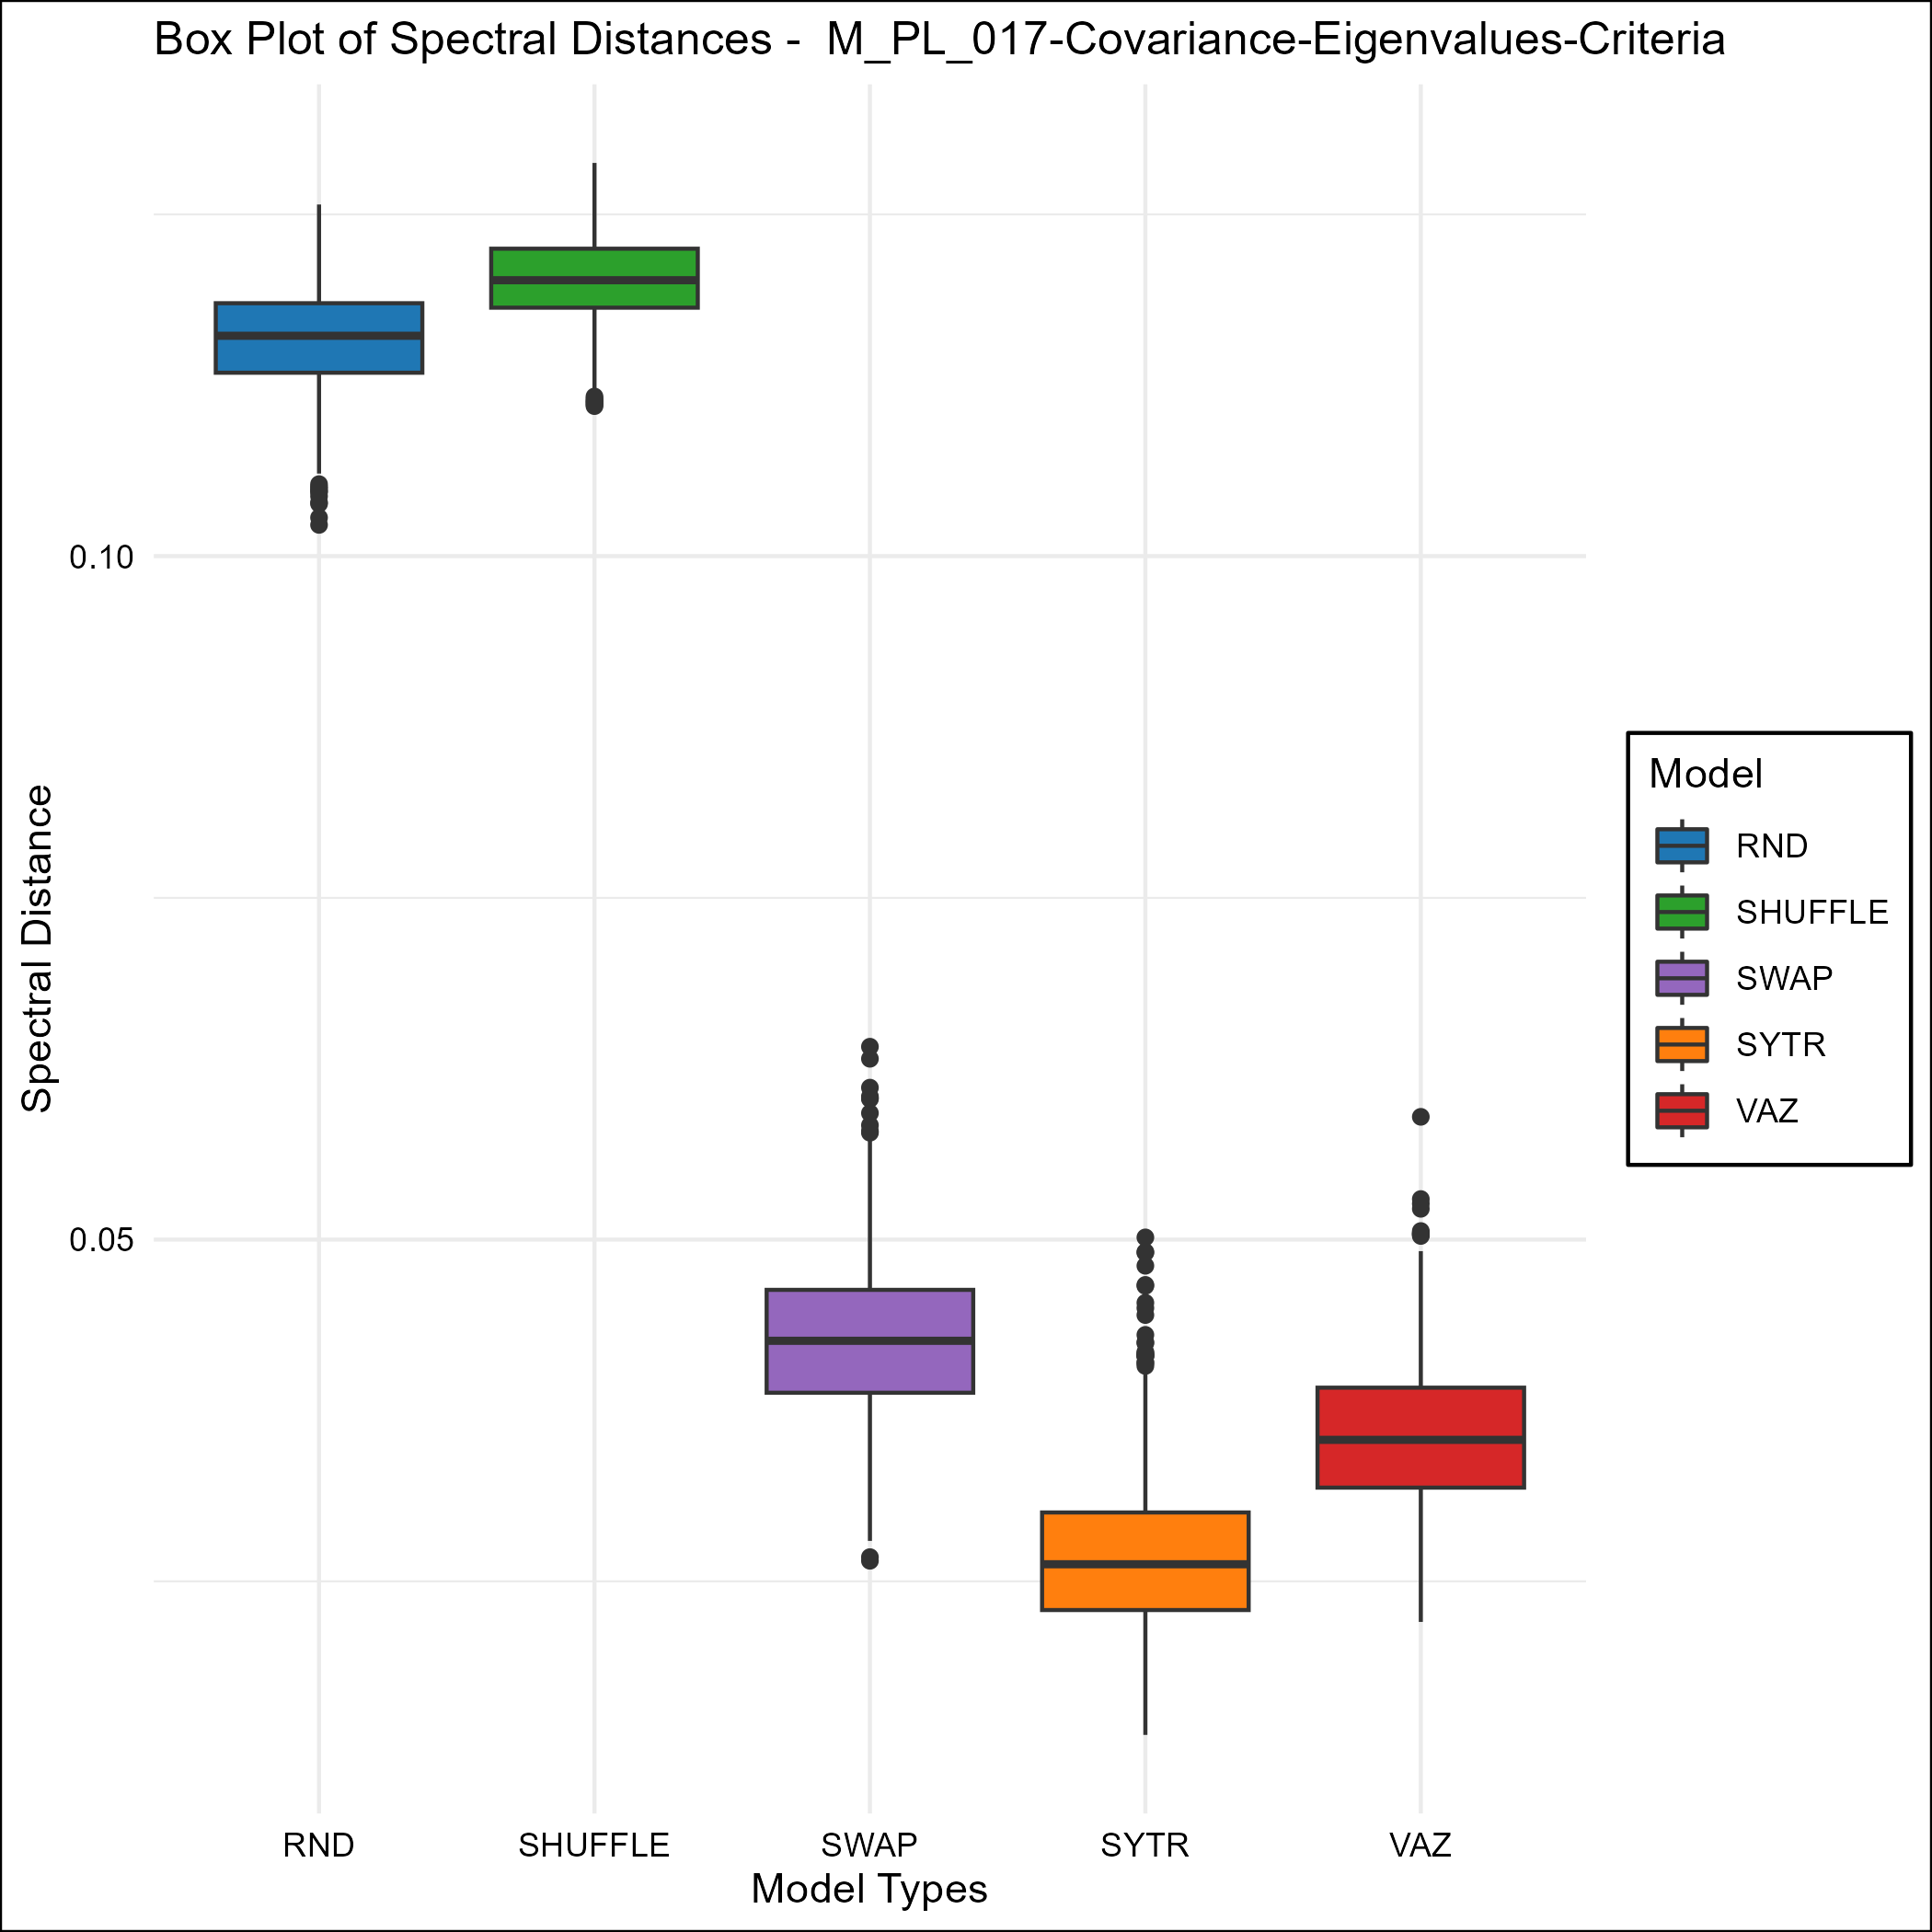 Box Plot of Spectral Distances -  M_PL_017-Covariance-Eigenvalues-Criteria
0.10
0.05
Spectral Distance
RND
SHUFFLE
SWAP
SYTR
VAZ
Model Types
Model
RND
SHUFFLE
SWAP
SYTR
VAZ